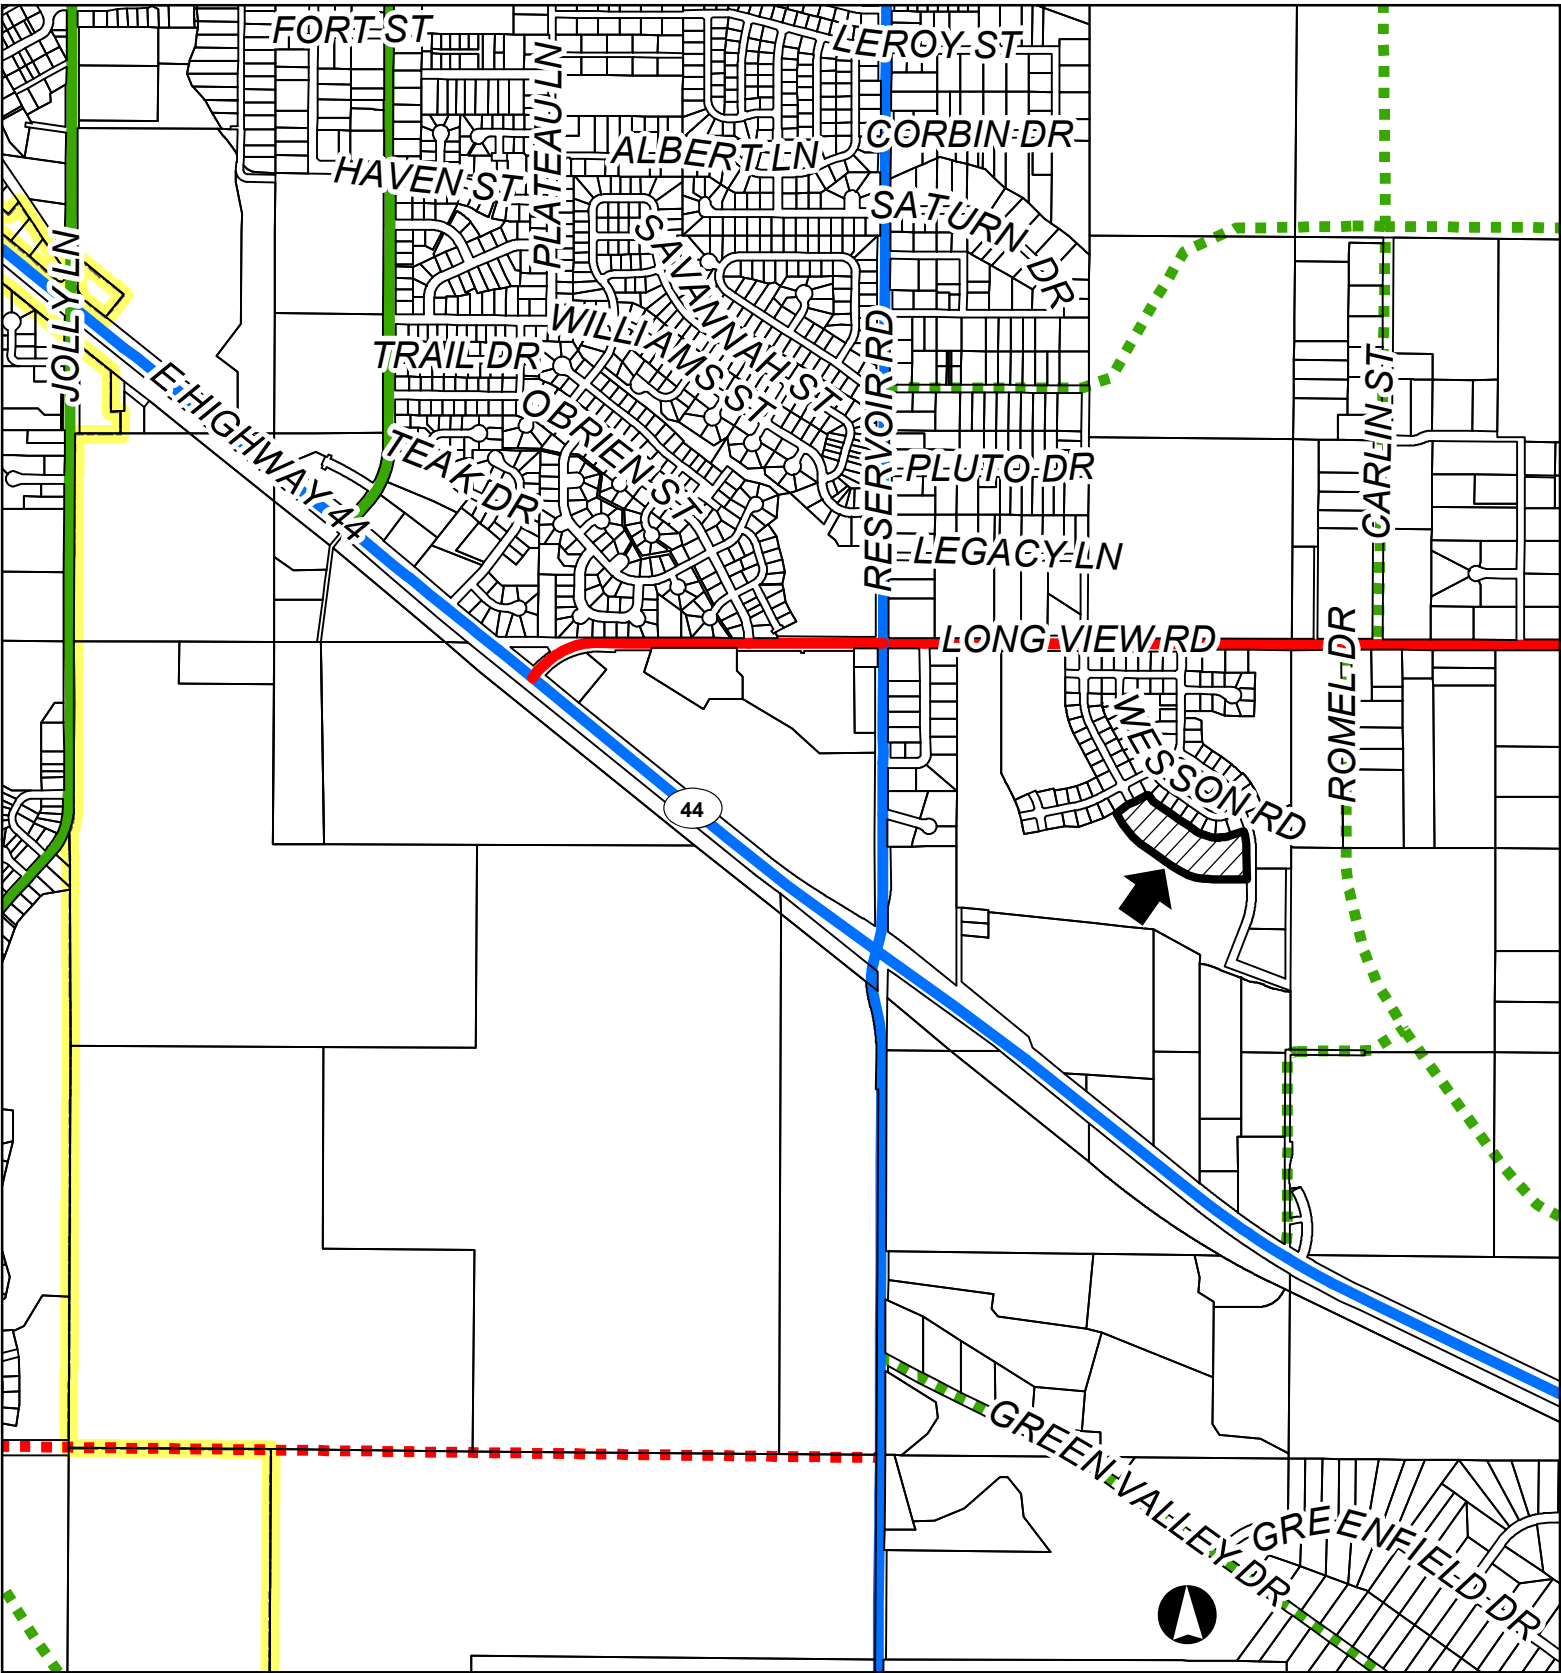 FORT ST
LEROY ST
PLATEAU LN
CORBIN DR
ALBERT LN
HAVEN ST
SATURN DR
SAVANNAH ST
JOLLY LN
WILLIAMS ST
TRAIL DR
RESERVOIR RD
CARLIN ST
E HIGHWAY 44
OBRIEN ST
TEAK DR
PLUTO DR
LEGACY LN
LONG VIEW RD
ROMEL DR
WESSON RD
44
GREEN VALLEY DR
GREENFIELD DR